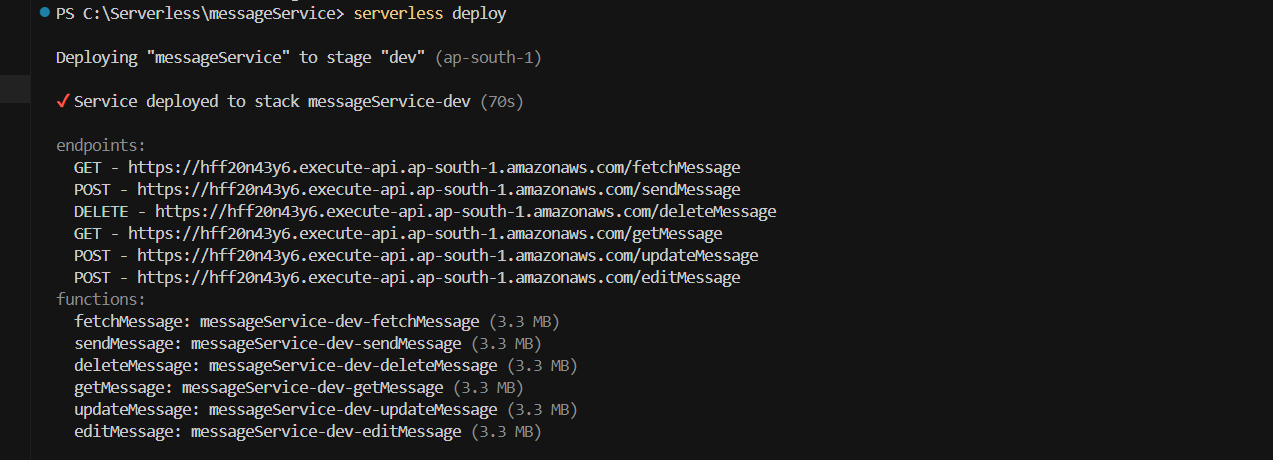 PS C:\Serverless\messageService> serverless deploy
Deploying "messageService" to stage "dev" (ap-south-1)
✓ Service deployed to stack messageService-dev (70s)
endpoints:
GET - https://hff20n43y6.execute-api.ap-south-1.amazonaws.com/fetchMessage
POST - https://hff20n43y6.execute-api.ap-south-1.amazonaws.com/sendMessage
DELETE - https://hff20n43y6.execute-api.ap-south-1.amazonaws.com/deleteMessage
GET - https://hff20n43y6.execute-api.ap-south-1.amazonaws.com/getMessage
POST - https://hff20n43y6.execute-api.ap-south-1.amazonaws.com/updateMessage
POST - https://hff20n43y6.execute-api.ap-south-1.amazonaws.com/editMessage
functions:
fetchMessage: messageService-dev-fetchMessage (3.3 MB)
sendMessage: messageService-dev-sendMessage (3.3 MB)
deleteMessage: messageService-dev-deleteMessage (3.3 MB)
getMessage: messageService-dev-getMessage (3.3 MB)
updateMessage: messageService-dev-updateMessage (3.3 MB)
editMessage: messageService-dev-editMessage (3.3 MB)